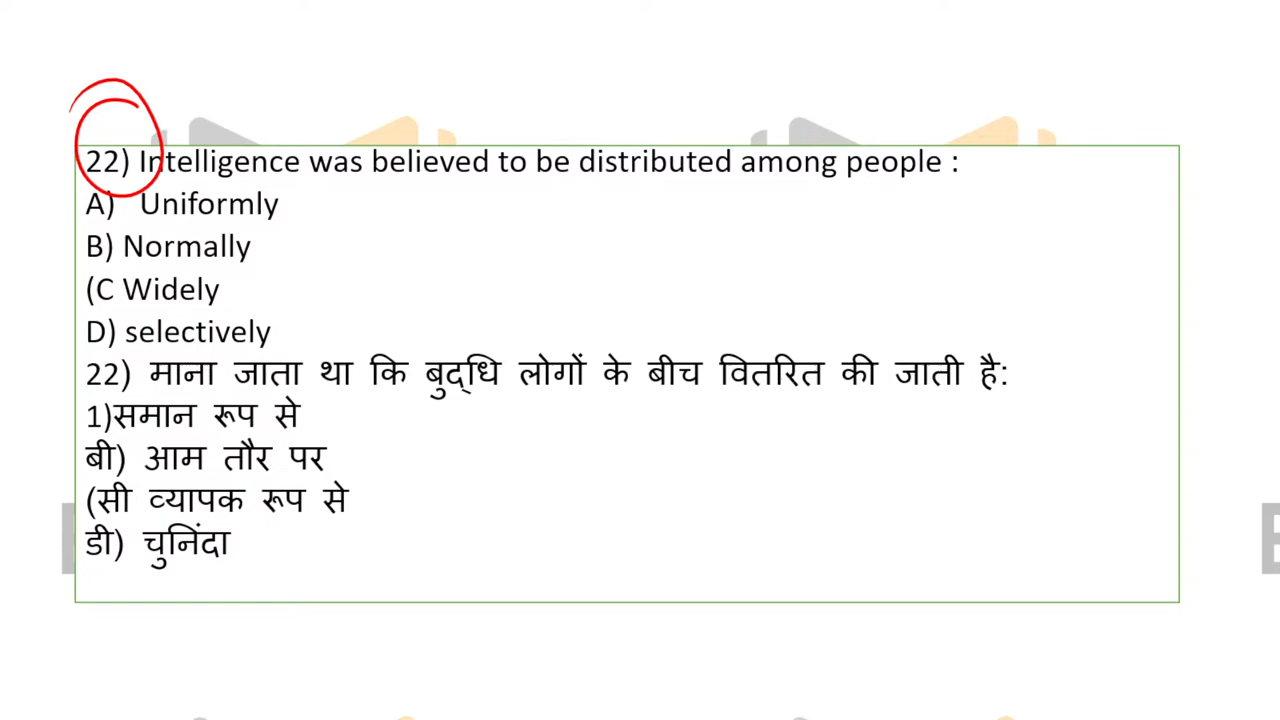 22) Intelligence was believed to be distributed among people :
A) Uniformly
B) Normally
(C Widely
D) selectively
22) माना जाता था कि बुद्धि लोगों के बीच वितरित की जाती है:
1)समान रूप से
बी) आम तौर पर
(सी व्यापक रूप से
डी) चुनिंदा